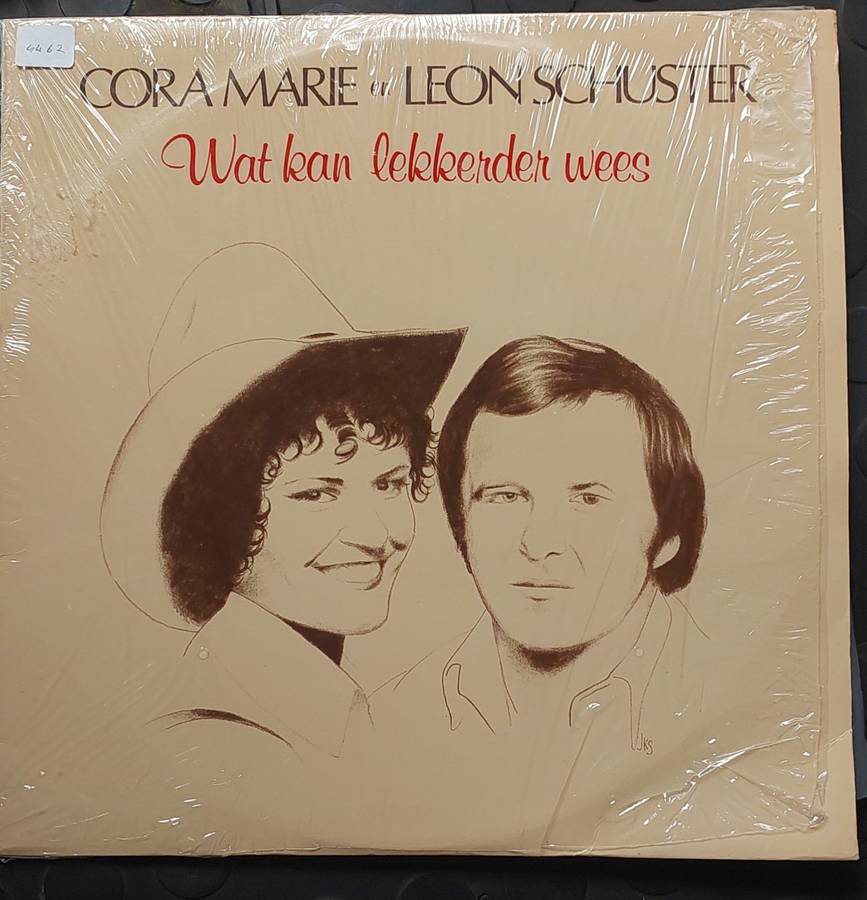 4462
CORA MARIE en LEON SCHUSTER
Wat kan lekkerder wees
JKS